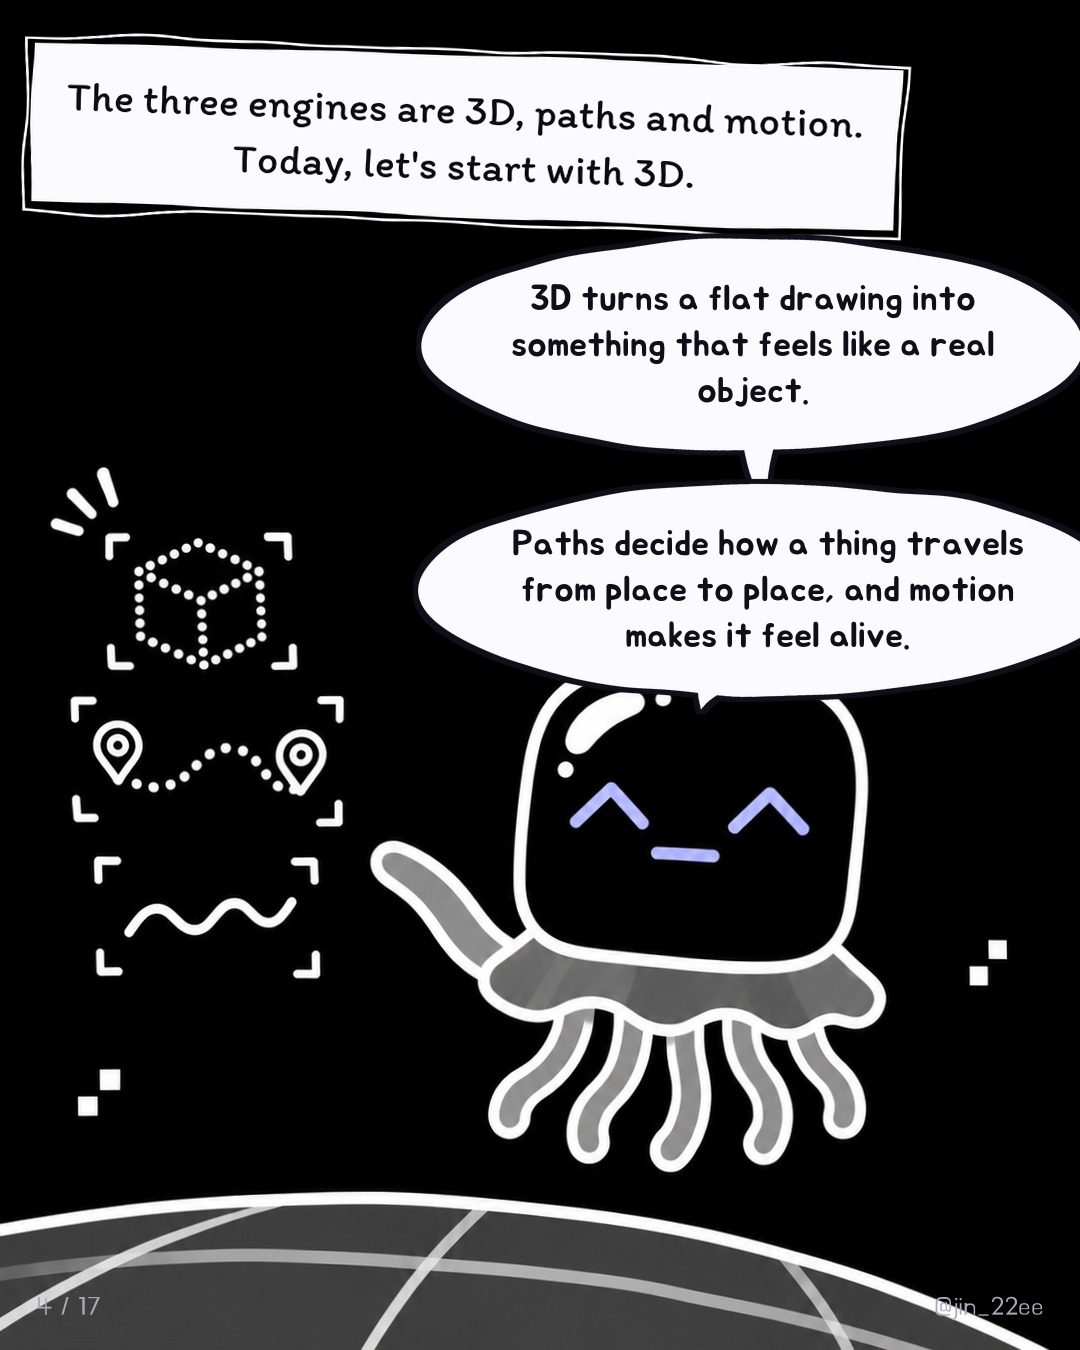 The three engines are 3D, paths and motion.
Today, let's start with 3D.
3D turns a flat drawing into
something that feels like a real
object.
Paths decide how a thing travels
from place to place, and motion
makes it feel alive.
4 / 17
@jin_22ee